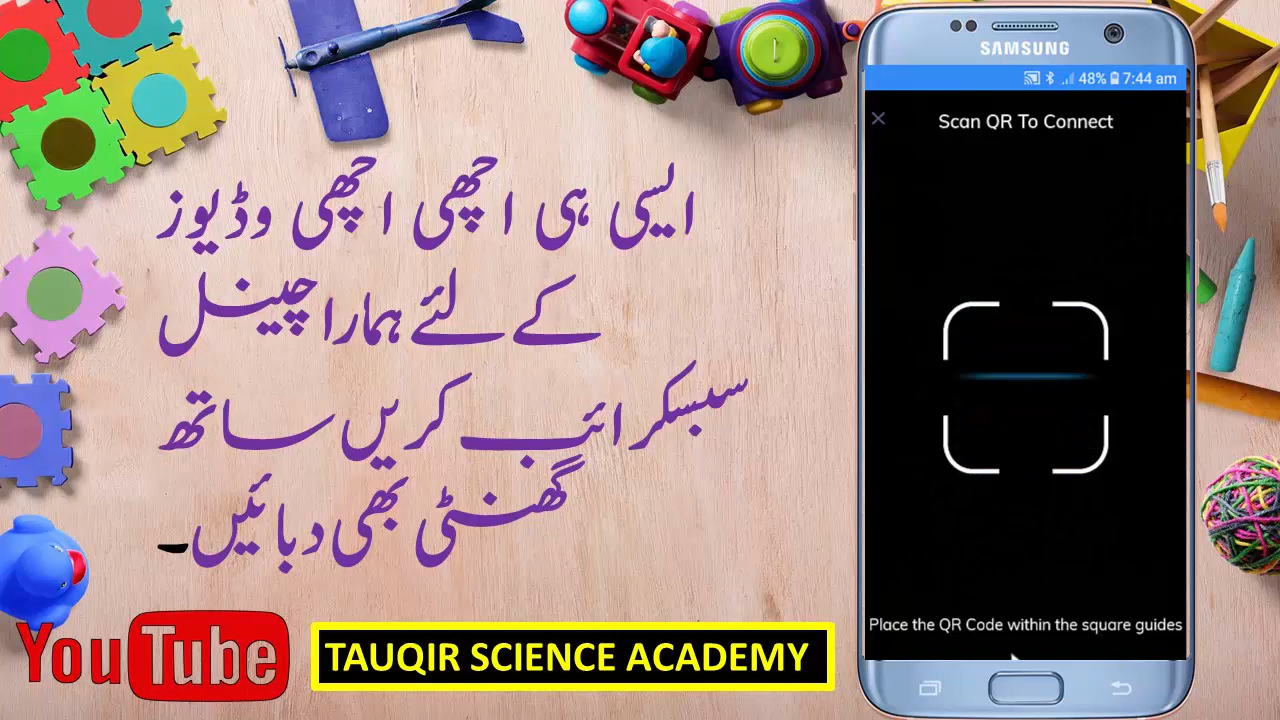 ایسی ہی اچھی اچھی وڈیوز
کے لئے ہمارا چینل
سبسکرائب کریں ساتھ
گھنٹی بھی دبائیں۔
YouTube
TAUQIR SCIENCE ACADEMY
SAMSUNG
48% 7:44 am
Scan QR To Connect
Place the QR Code within the square guides